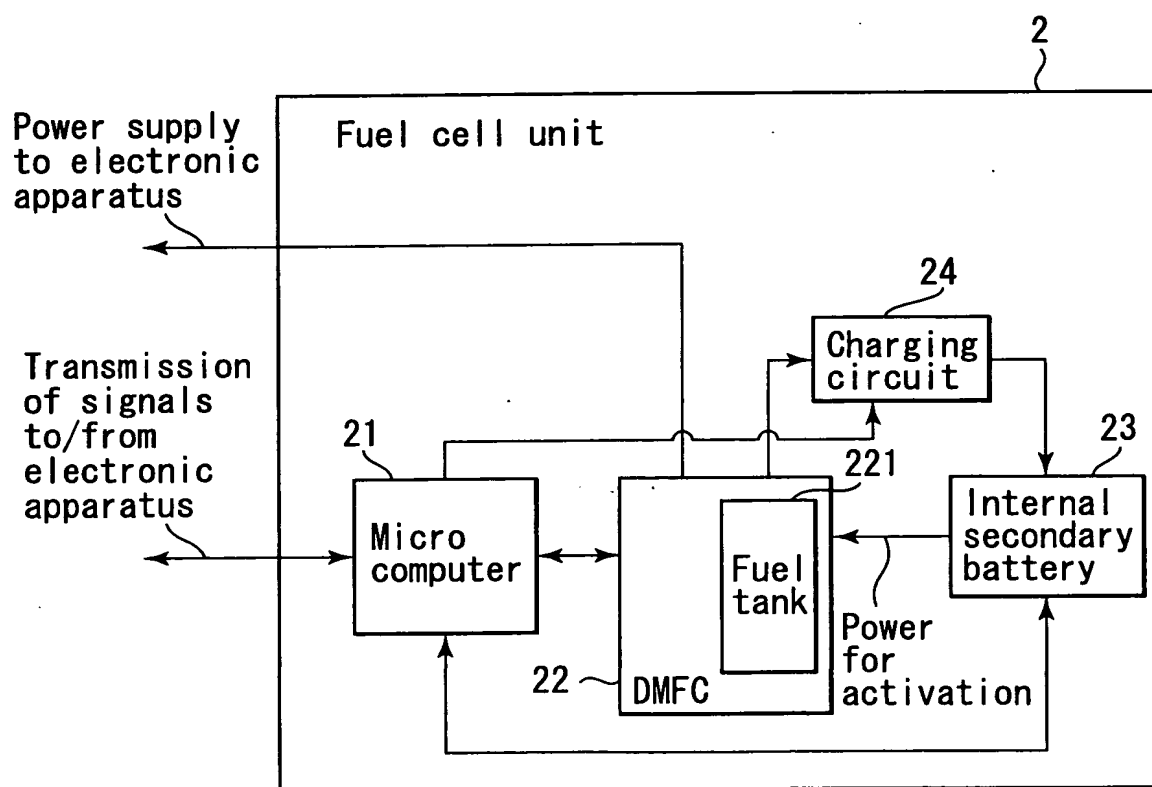 2
Power supply
to electronic
apparatus
Fuel cell unit
24
Charging
circuit
Transmission
of signals
to/from
electronic
apparatus
21
Micro
computer
221
Fuel
tank
22
DMFC
23
Internal
secondary
battery
Power
for
activation